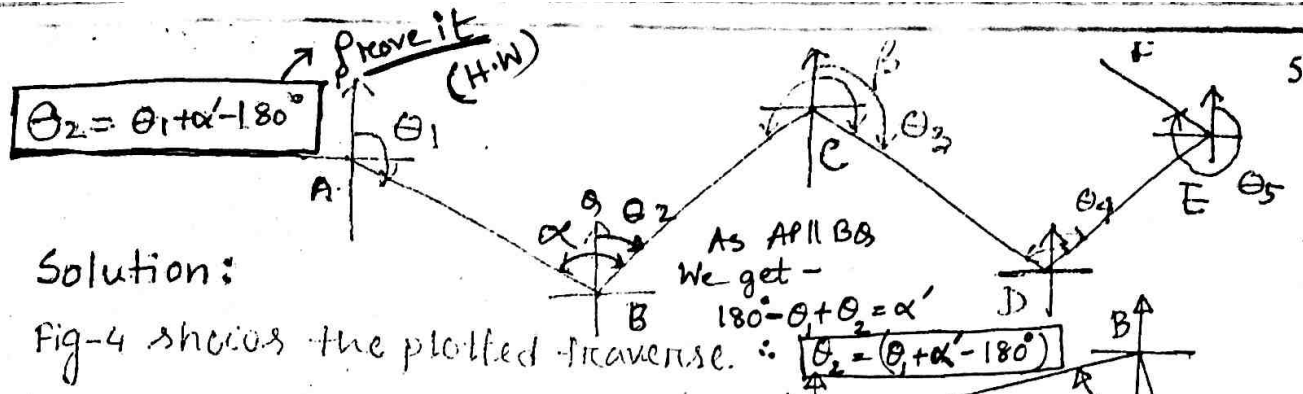 Prove it
(H.W)
θ₂ = θ₁+α'-180°
θ₁
A
α
Q
θ₂
B
As AP || BQ
We get -
180°-θ₁+θ₂ = α'
∴ θ₂ = (θ₁+α'-180°)
β
C
θ₃
D
θ₄
E
θ₅
F
5
Solution:
Fig-4 shows the plotted traverse.
B